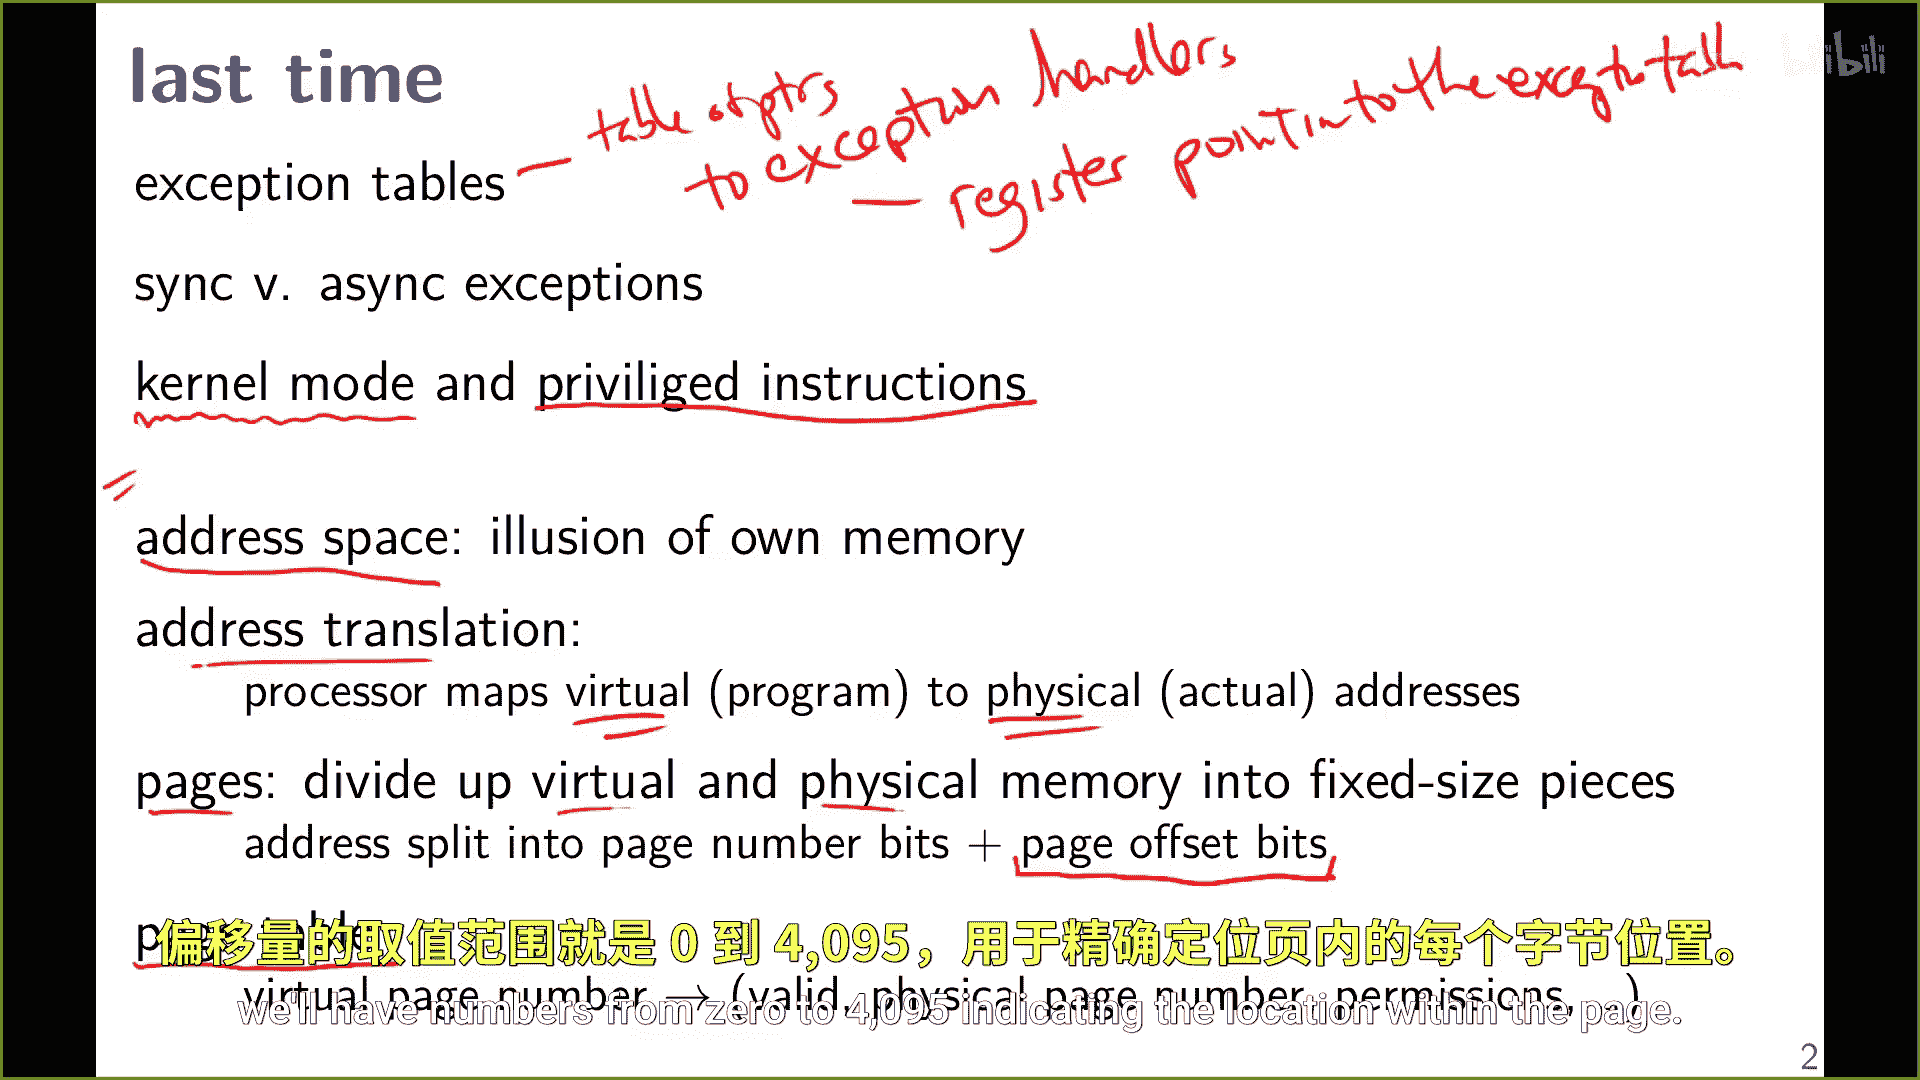 last time
table of ptrs
to exception handlers
— register point into the
bilibili
exception tables —
sync v. async exceptions
kernel mode and priviliged instructions
address space: illusion of own memory
address translation:
processor maps virtual (program) to physical (actual) addresses
pages: divide up virtual and physical memory into fixed-size pieces
address split into page number bits + page offset bits
偏移量的取值范围就是 0 到 4,095，用于精确定位页内的每个字节位置。
virtual page number → (valid, physical page number, permissions, ..)
we'll have numbers from zero to 4,095 indicating the location within the page.
2